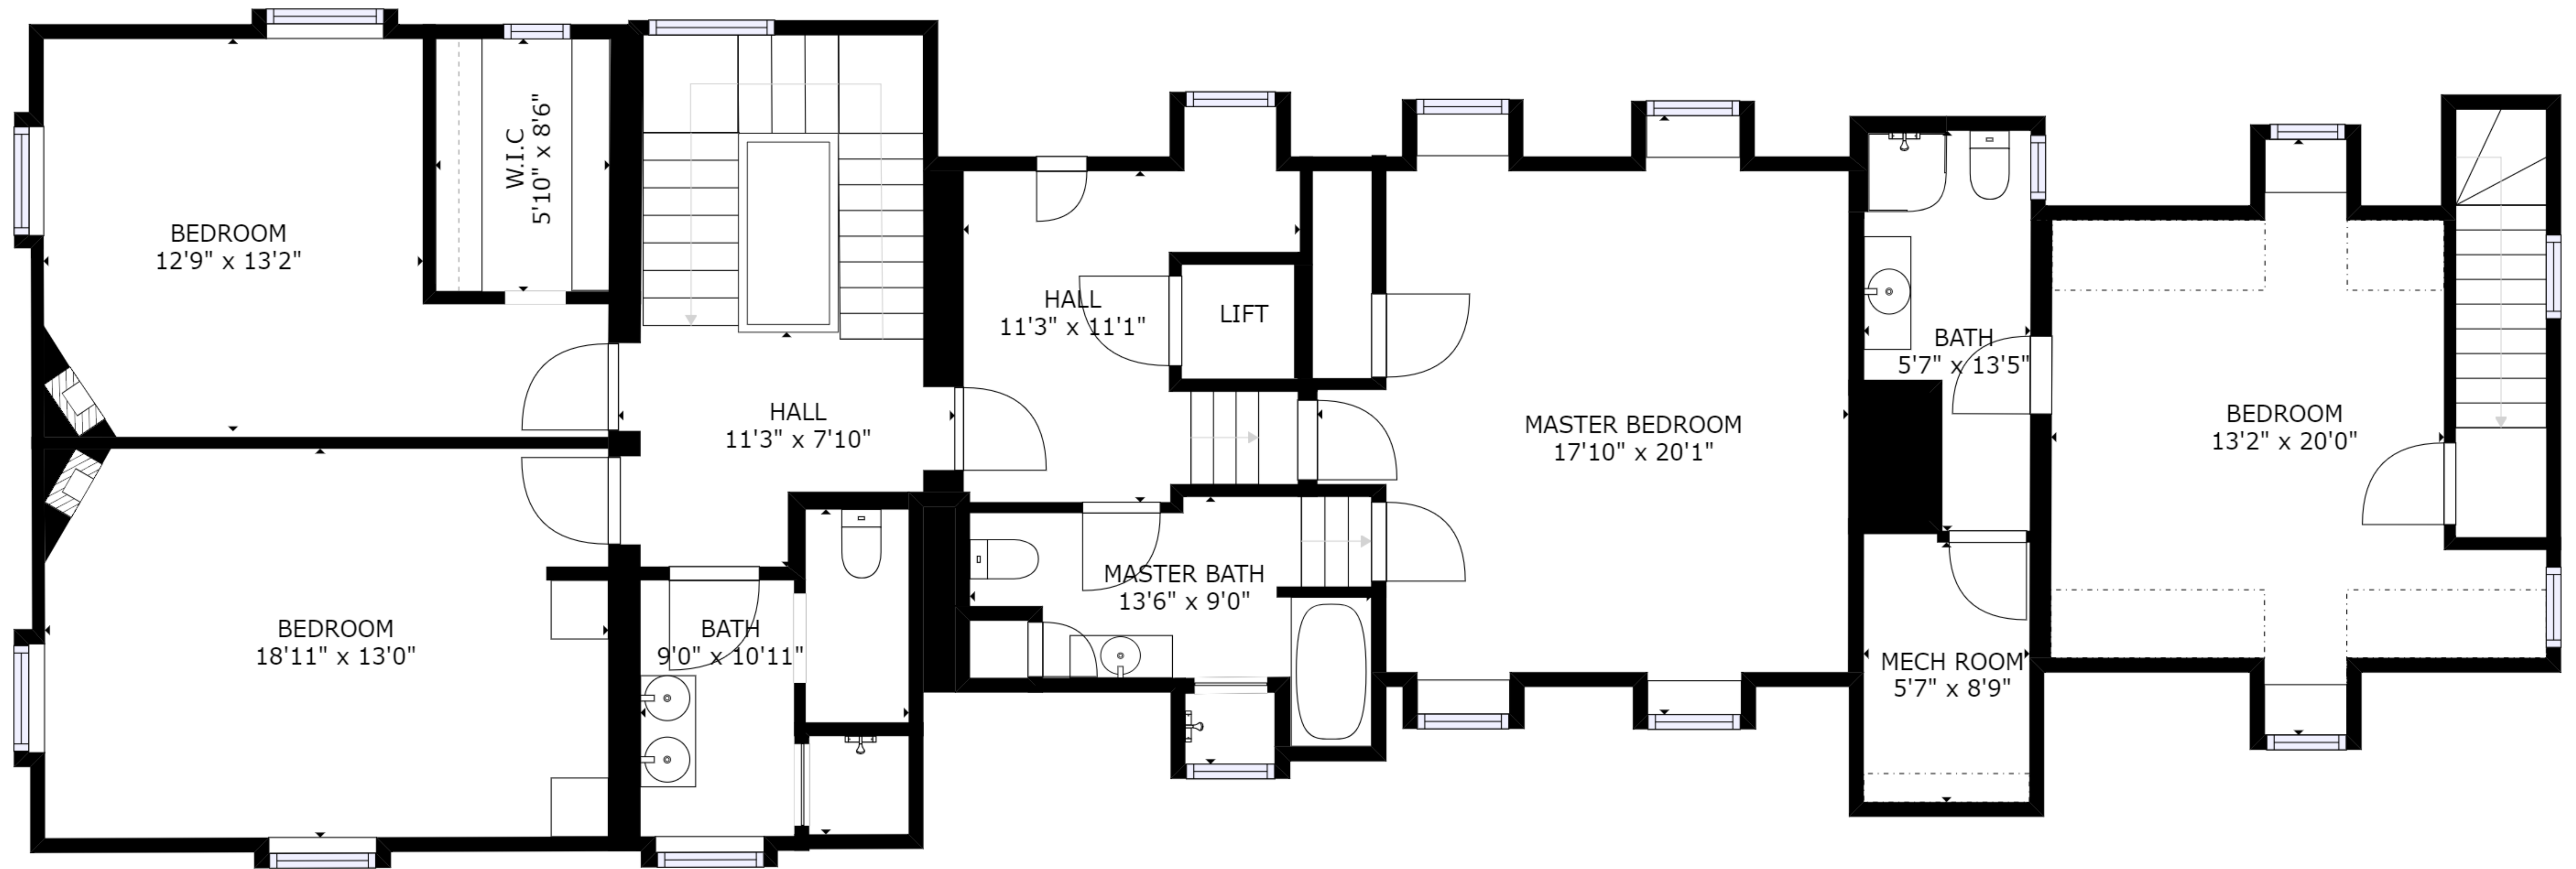 BEDROOM
12'9" x 13'2"
W.I.C
5'10" x 8'6"
HALL
11'3" x 7'10"
HALL
11'3" x 11'1"
LIFT
MASTER BEDROOM
17'10" x 20'1"
BATH
5'7" x 13'5"
BEDROOM
13'2" x 20'0"
BEDROOM
18'11" x 13'0"
BATH
9'0" x 10'11"
MASTER BATH
13'6" x 9'0"
MECH ROOM
5'7" x 8'9"